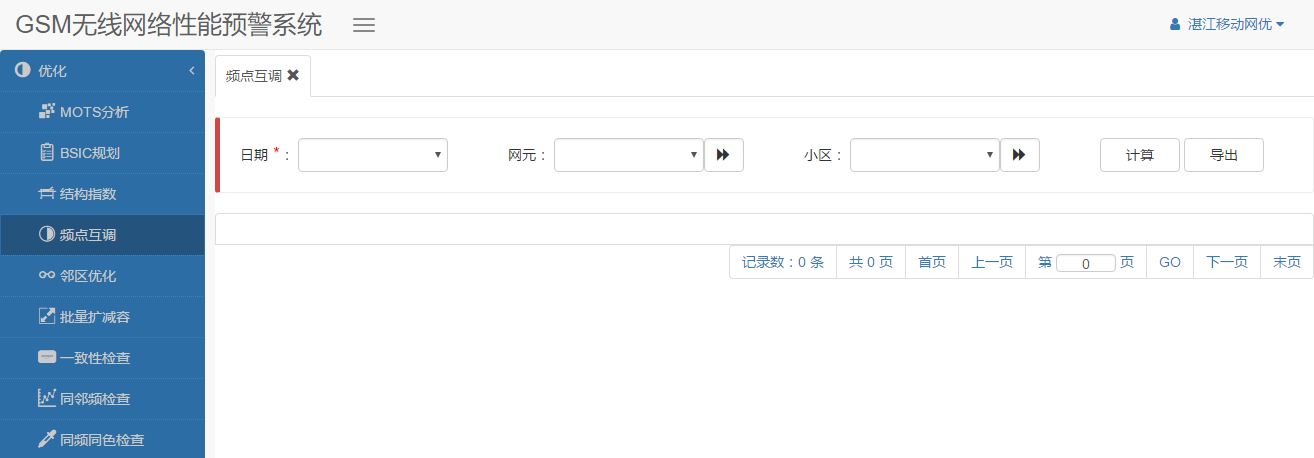 GSM无线网络性能预警系统
湛江移动网优
优化
MOTS分析
BSIC规划
结构指数
频点互调
邻区优化
批量扩减容
一致性检查
同邻频检查
同频同色检查
频点互调
日期 *： 网元： 小区： 计算 导出
记录数：0 条 共 0 页 首页 上一页 第 0 页 GO 下一页 末页